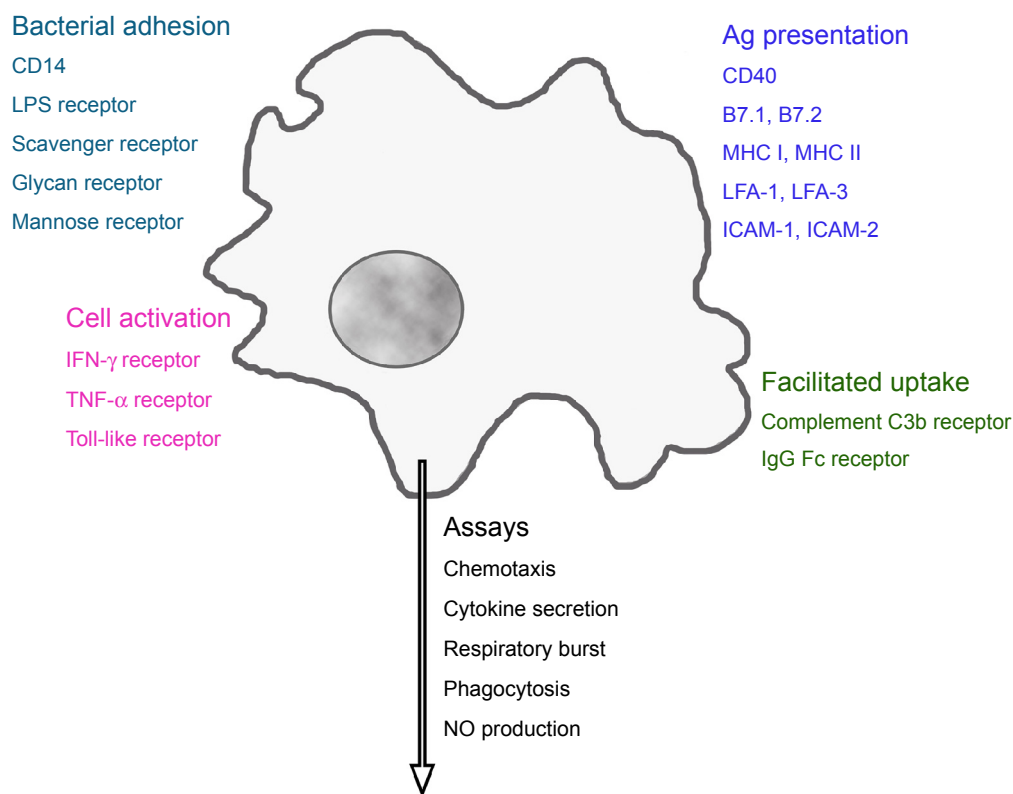 Bacterial adhesion
CD14
LPS receptor
Scavenger receptor
Glycan receptor
Mannose receptor
Ag presentation
CD40
B7.1, B7.2
MHC I, MHC II
LFA-1, LFA-3
ICAM-1, ICAM-2
Cell activation
IFN-γ receptor
TNF-α receptor
Toll-like receptor
Facilitated uptake
Complement C3b receptor
IgG Fc receptor
Assays
Chemotaxis
Cytokine secretion
Respiratory burst
Phagocytosis
NO production